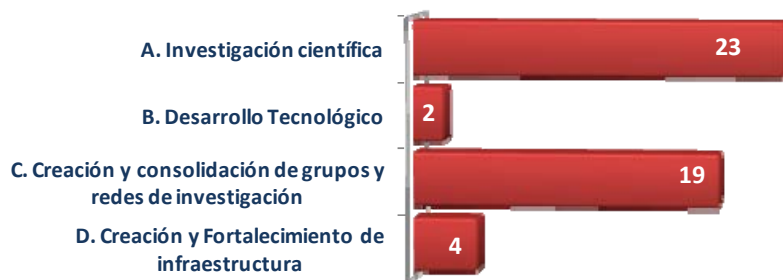 A. Investigación científica
23
B. Desarrollo Tecnológico
2
C. Creación y consolidación de grupos y
redes de investigación
19
D. Creación y Fortalecimiento de
infraestructura
4